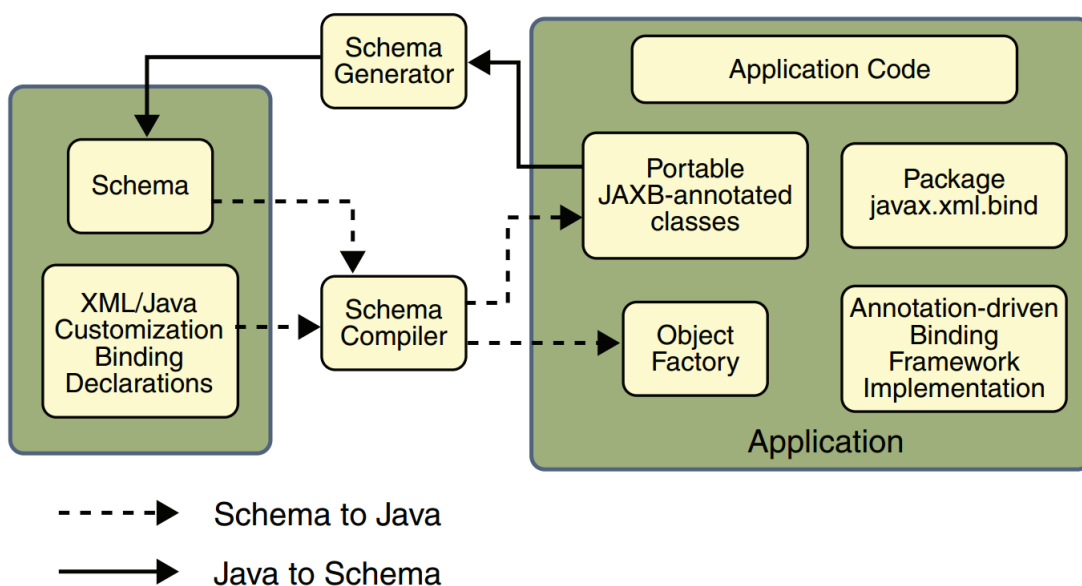 Schema
Generator
Application Code
Schema
Portable
JAXB-annotated
classes
Package
javax.xml.bind
XML/Java
Customization
Binding
Declarations
Schema
Compiler
Object
Factory
Annotation-driven
Binding
Framework
Implementation
Application
Schema to Java
Java to Schema